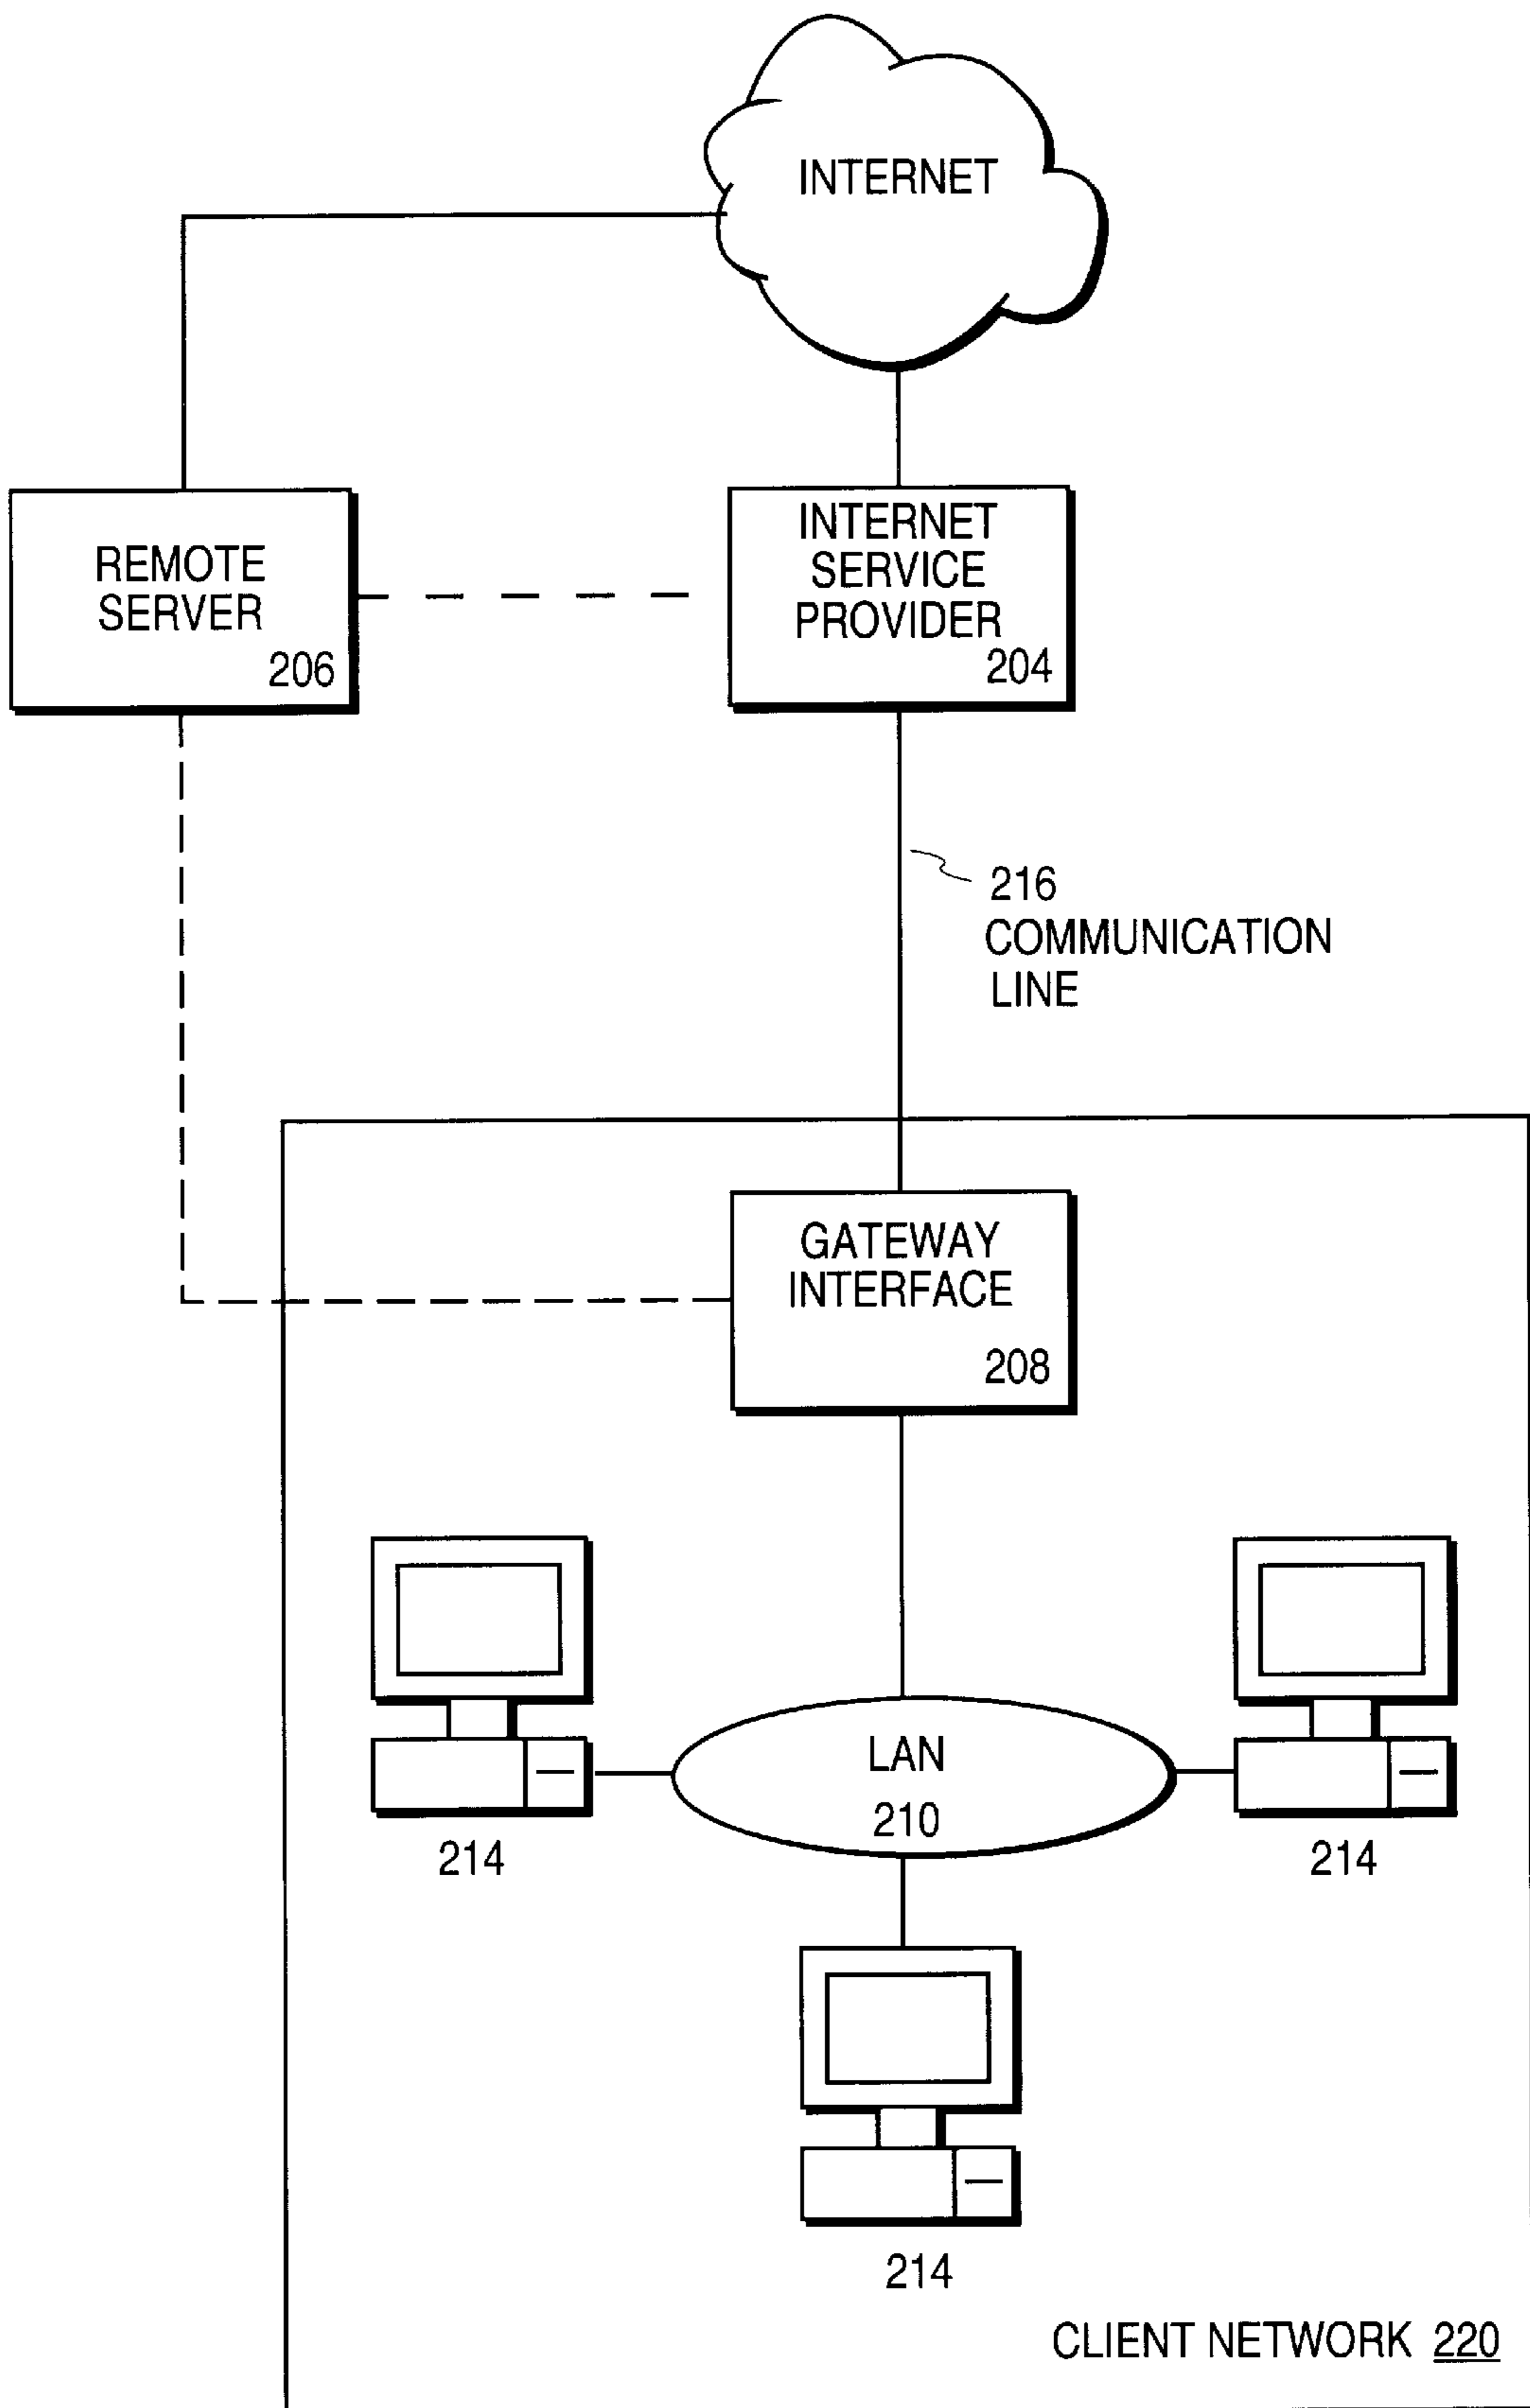 INTERNET
REMOTE
SERVER
206
INTERNET
SERVICE
PROVIDER
204
216
COMMUNICATION
LINE
GATEWAY
INTERFACE
208
LAN
210
214
214
214
CLIENT NETWORK 220